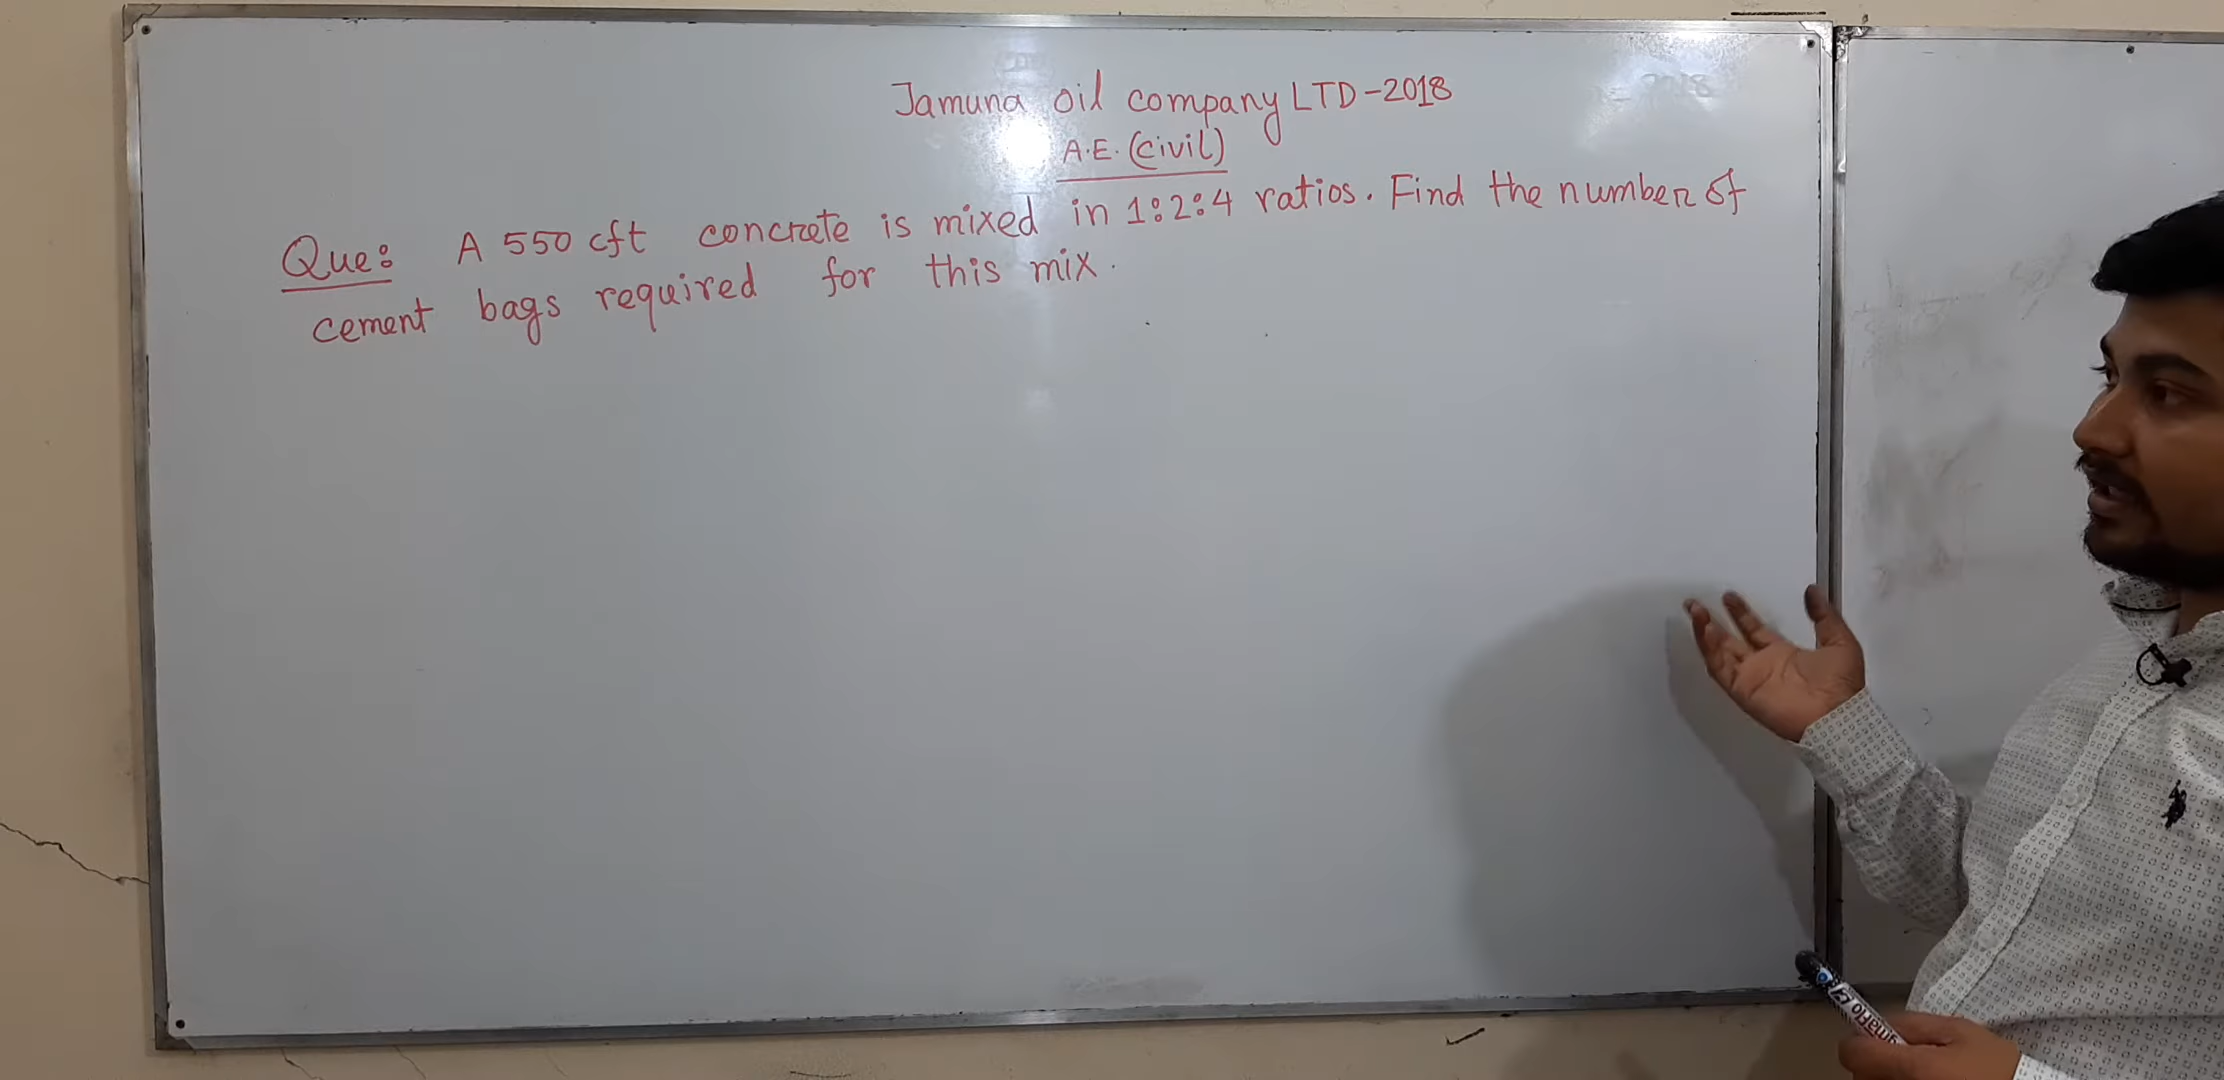 Jamuna oil company LTD-2018
A.E. (civil)
Que: A 550 cft concrete is mixed in 1:2:4 ratios. Find the number of
cement bags required for this mix.